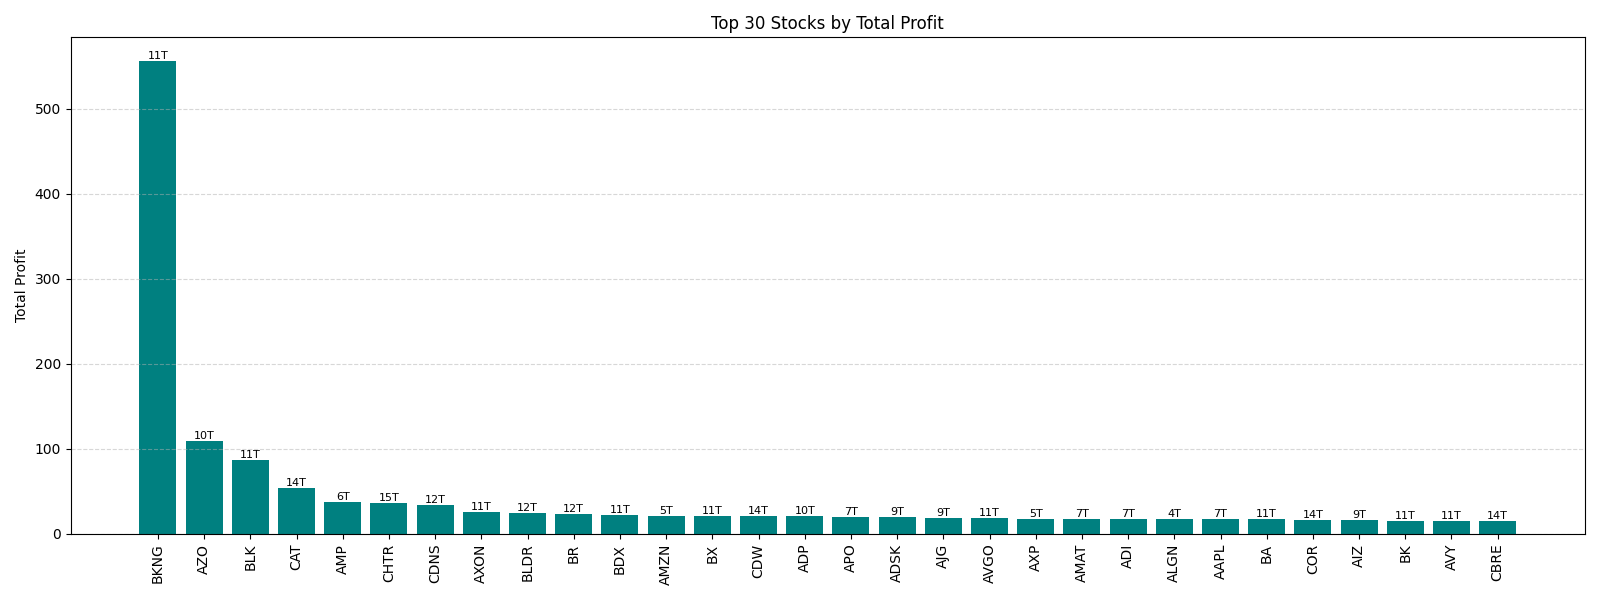 Top 30 Stocks by Total Profit
Total Profit
500
400
300
200
100
0
11T
10T
11T
14T
6T
15T
12T
11T
12T
12T
11T
5T
11T
14T
10T
7T
9T
9T
11T
5T
7T
7T
4T
7T
11T
14T
9T
11T
11T
14T
BKNG
AZO
BLK
CAT
AMP
CHTR
CDNS
AXON
BLDR
BR
BDX
AMZN
BX
CDW
ADP
APO
ADSK
AJG
AVGO
AXP
AMAT
ADI
ALGN
AAPL
BA
COR
AIZ
BK
AVY
CBRE